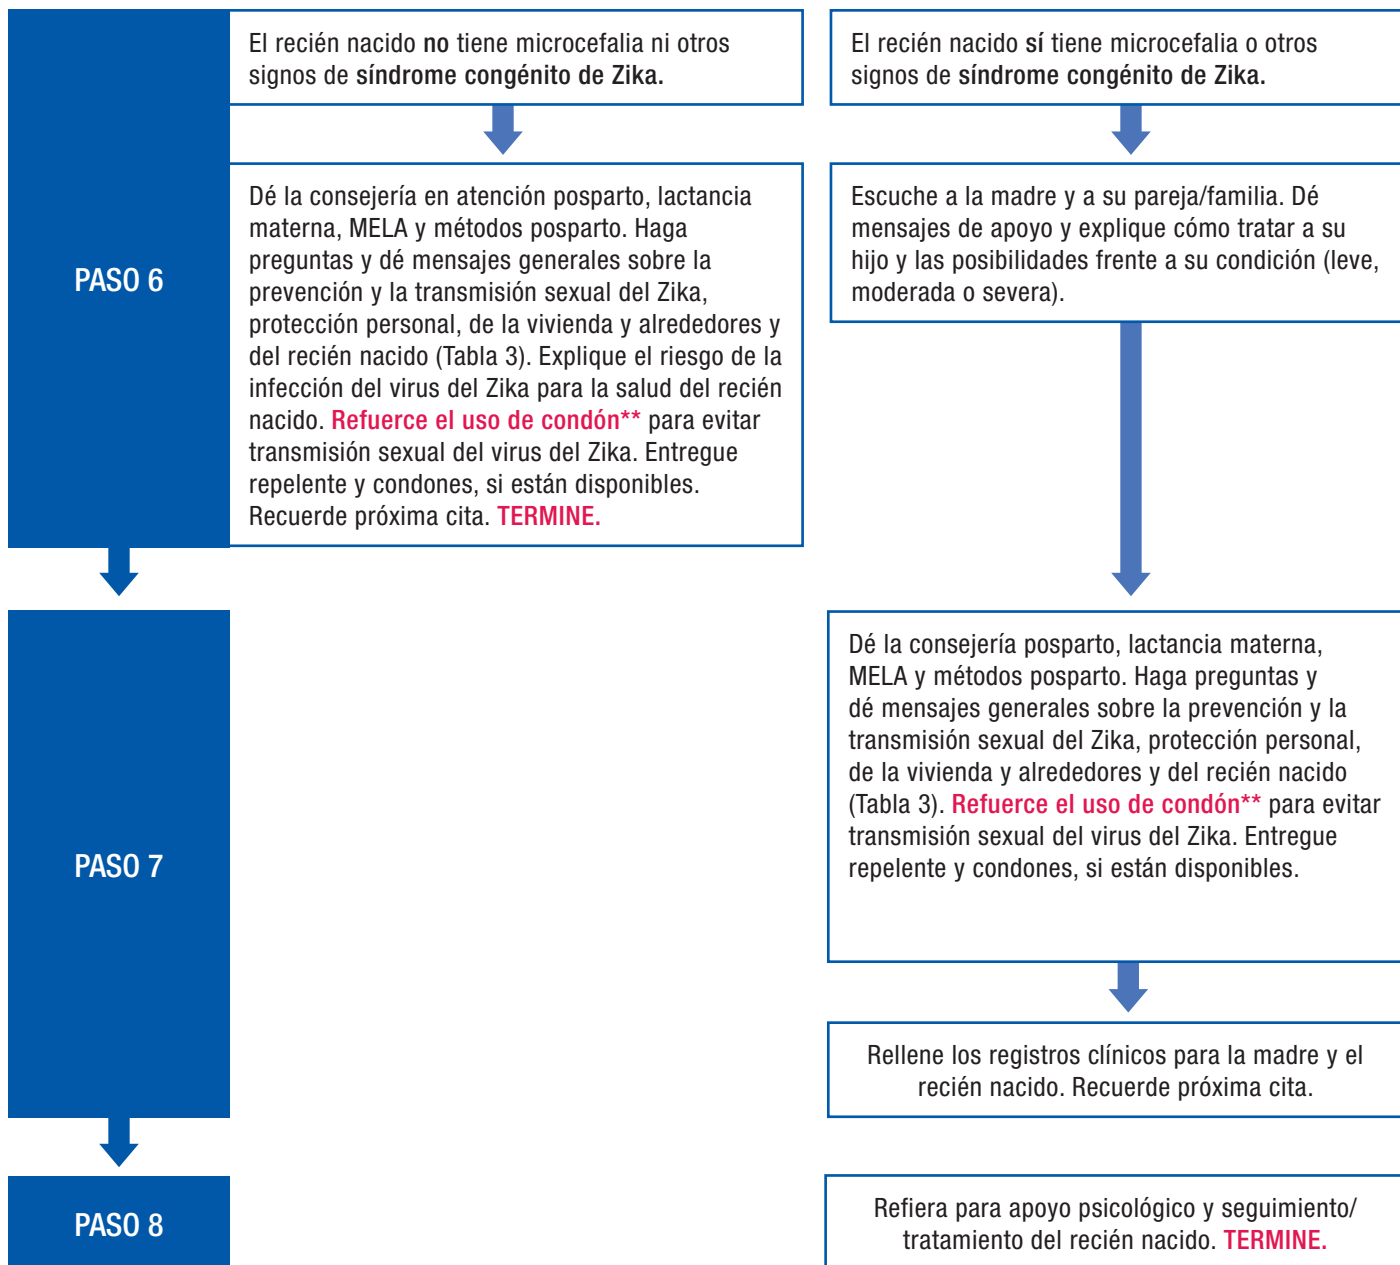 PASO 6
El recién nacido no tiene microcefalia ni otros
signos de síndrome congénito de Zika.
Dé la consejería en atención posparto, lactancia
materna, MELA y métodos posparto. Haga
preguntas y dé mensajes generales sobre la
prevención y la transmisión sexual del Zika,
protección personal, de la vivienda y alrededores y
del recién nacido (Tabla 3). Explique el riesgo de la
infección del virus del Zika para la salud del recién
nacido. Refuerce el uso de condón** para evitar
transmisión sexual del virus del Zika. Entregue
repelente y condones, si están disponibles.
Recuerde próxima cita. TERMINE.
El recién nacido sí tiene microcefalia o otros
signos de síndrome congénito de Zika.
Escuche a la madre y a su pareja/familia. Dé
mensajes de apoyo y explique cómo tratar a su
hijo y las posibilidades frente a su condición (leve,
moderada o severa).
PASO 7
Dé la consejería posparto, lactancia materna,
MELA y métodos posparto. Haga preguntas y
dé mensajes generales sobre la prevención y la
transmisión sexual del Zika, protección personal,
de la vivienda y alrededores y del recién nacido
(Tabla 3). Refuerce el uso de condón** para evitar
transmisión sexual del virus del Zika. Entregue
repelente y condones, si están disponibles.
Rellene los registros clínicos para la madre y el
recién nacido. Recuerde próxima cita.
PASO 8
Refiera para apoyo psicológico y seguimiento/
tratamiento del recién nacido. TERMINE.